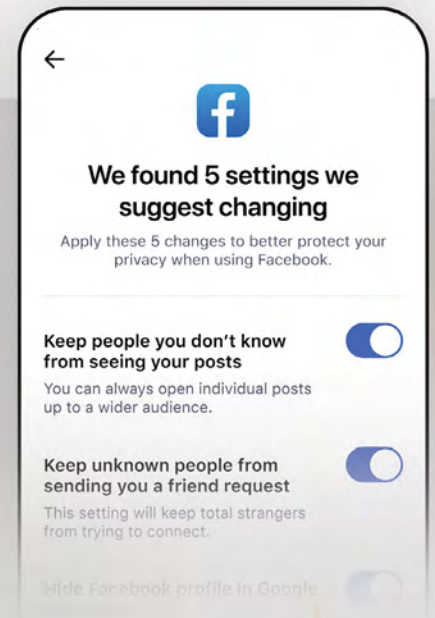 We found 5 settings we
suggest changing
Apply these 5 changes to better protect your
privacy when using Facebook.
Keep people you don't know
from seeing your posts
You can always open individual posts
up to a wider audience.
Keep unknown people from
sending you a friend request
This setting will keep total strangers
from trying to connect.
Hide Facebook profile in Google